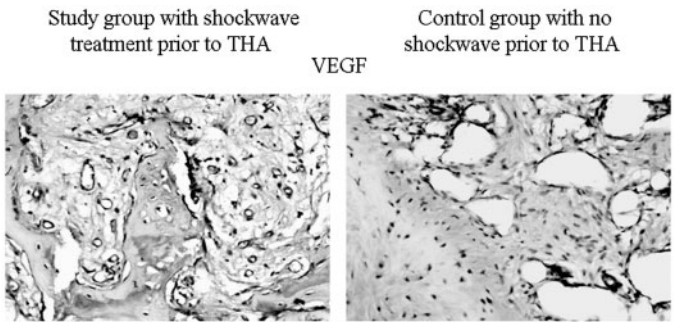 Study group with shockwave
treatment prior to THA
Control group with no
shockwave prior to THA
VEGF